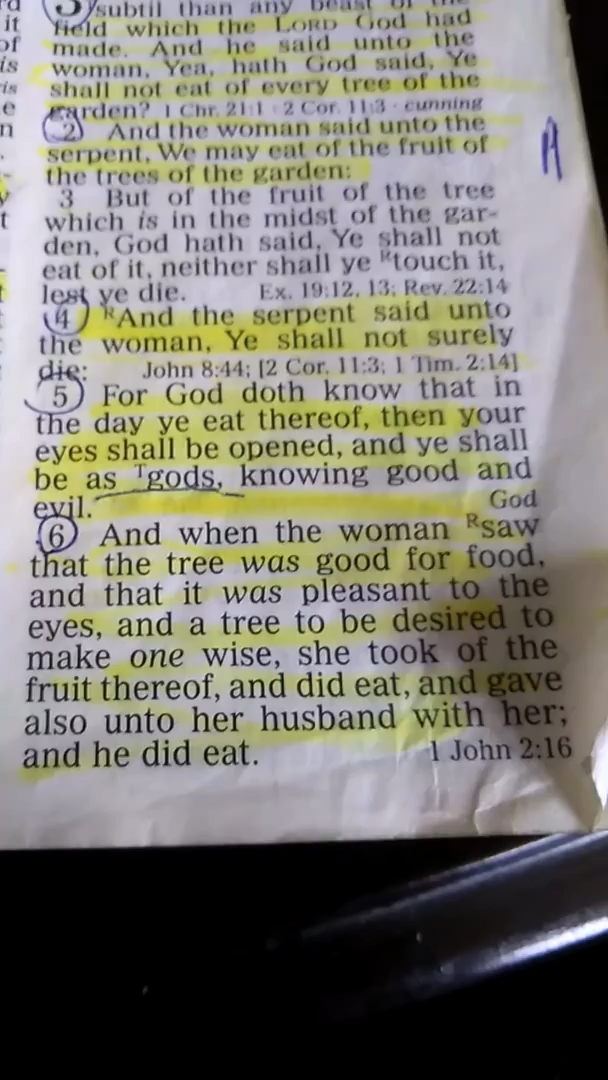 3 subtil than any beast of the
field which the LORD God had
made. And he said unto the
woman, Yea, hath God said, Ye
shall not eat of every tree of the
garden? 1 Chr. 21:1 · 2 Cor. 11:3 · cunning
2 And the woman said unto the
serpent, We may eat of the fruit of
the trees of the garden:
3 But of the fruit of the tree
which is in the midst of the gar-
den, God hath said, Ye shall not
eat of it, neither shall ye Rtouch it,
lest ye die. Ex. 19:12, 13; Rev. 22:14
4 RAnd the serpent said unto
the woman, Ye shall not surely
die: John 8:44; [2 Cor. 11:3; 1 Tim. 2:14]
5 For God doth know that in
the day ye eat thereof, then your
eyes shall be opened, and ye shall
be as Tgods, knowing good and
evil. God
6 And when the woman Rsaw
that the tree was good for food,
and that it was pleasant to the
eyes, and a tree to be desired to
make one wise, she took of the
fruit thereof, and did eat, and gave
also unto her husband with her;
and he did eat. 1 John 2:16